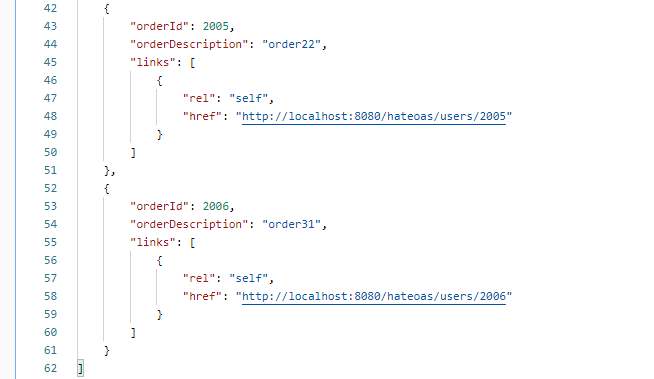 42 {
43 "orderId": 2005,
44 "orderDescription": "order22",
45 "links": [
46 {
47 "rel": "self",
48 "href": "http://localhost:8080/hateoas/users/2005"
49 }
50 ]
51 },
52 {
53 "orderId": 2006,
54 "orderDescription": "order31",
55 "links": [
56 {
57 "rel": "self",
58 "href": "http://localhost:8080/hateoas/users/2006"
59 }
60 ]
61 }
62 ]